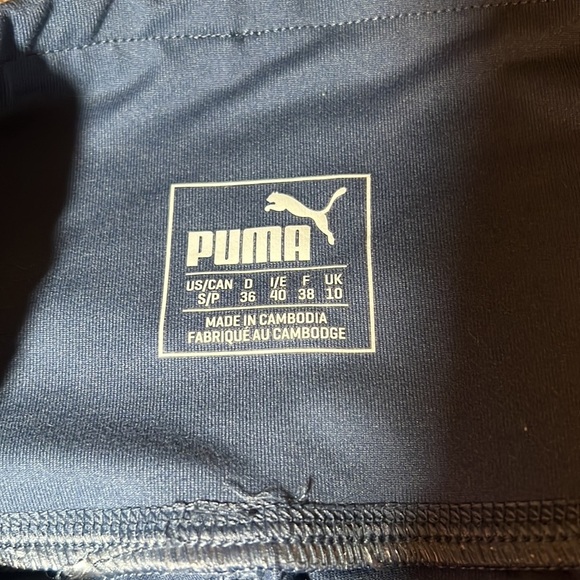 PUMA
US/CAN D I/E F UK
S/P 36 40 38 10
MADE IN CAMBODIA
FABRIQUÉ AU CAMBODGE